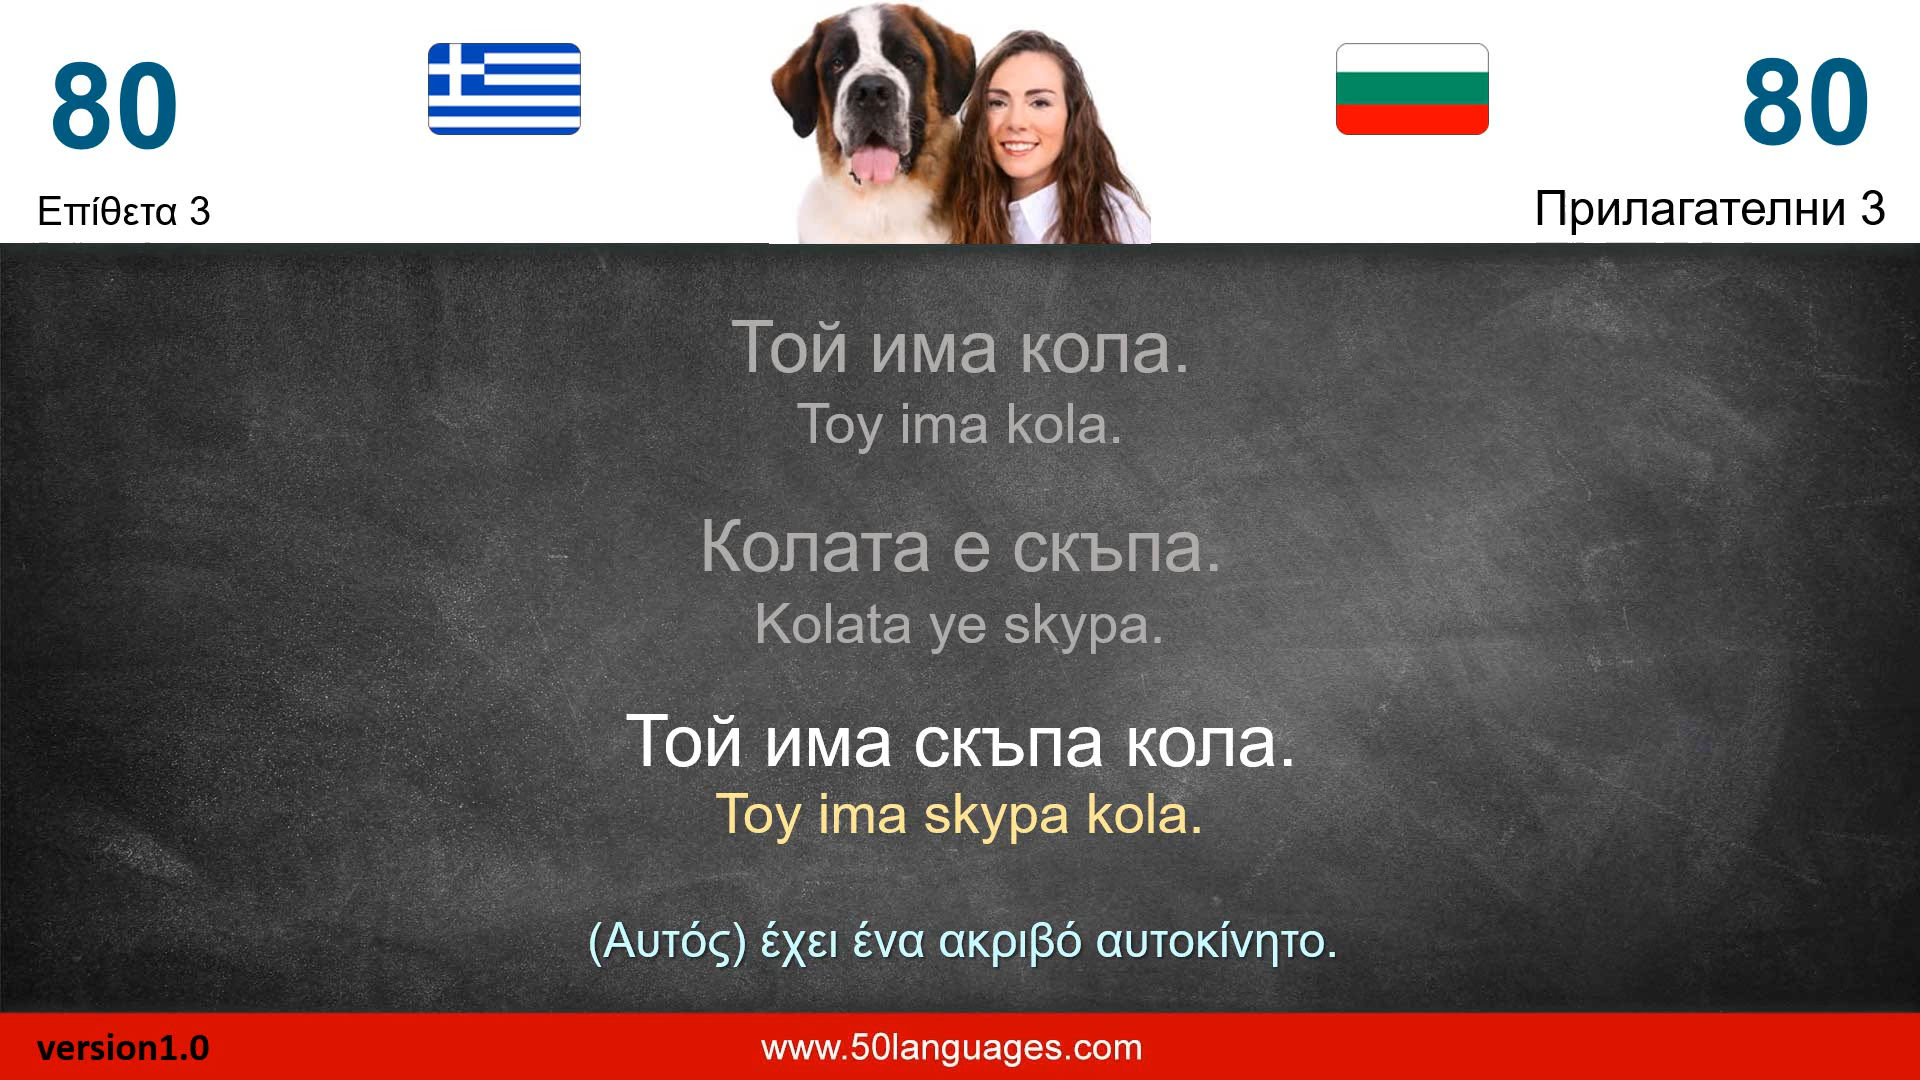 80
80
Επίθετα 3
Прилагателни 3
Той има кола.
Toy ima kola.
Колата е скъпа.
Kolata ye skypa.
Той има скъпа кола.
Toy ima skypa kola.
(Αυτός) έχει ένα ακριβό αυτοκίνητο.
version1.0
www.50languages.com